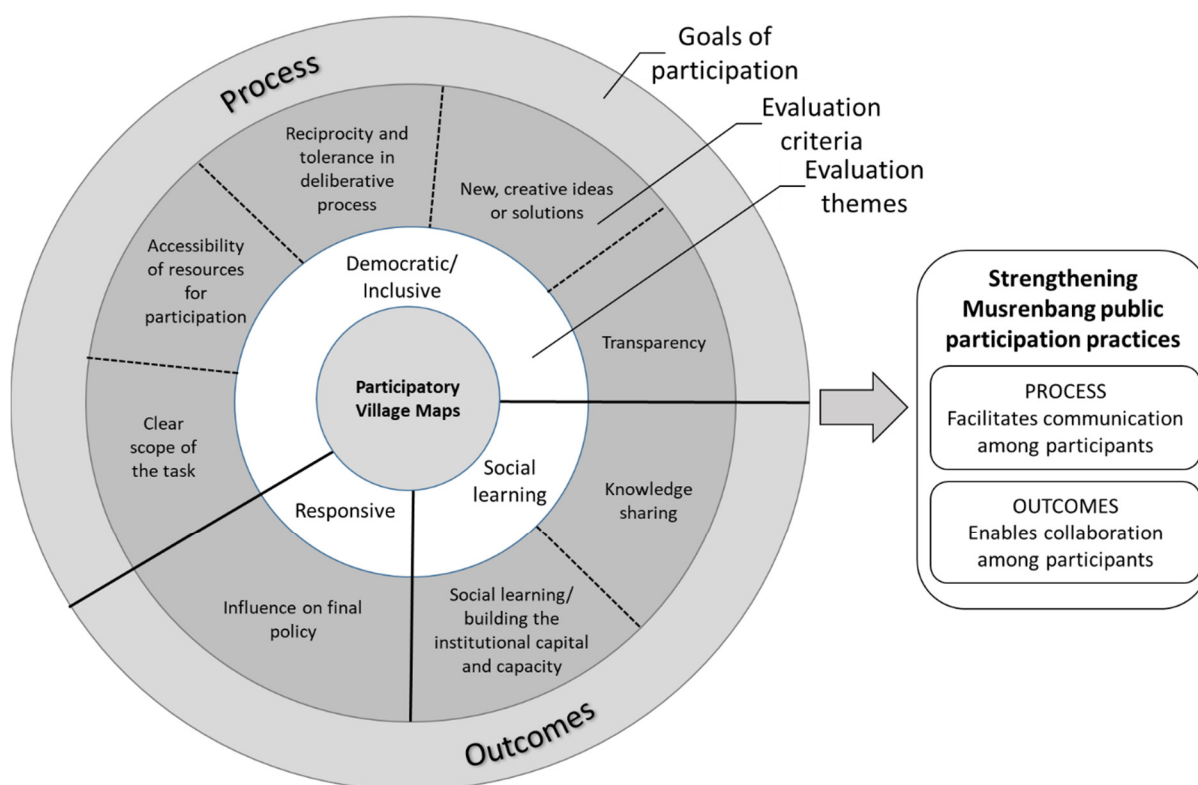 Goals of
participation
Evaluation
criteria
Evaluation
themes
Process
Reciprocity and
tolerance in
deliberative
process
New, creative ideas
or solutions
Accessibility
of resources
for
participation
Democratic/
Inclusive
Transparency
Participatory
Village Maps
Clear
scope of
the task
Social
learning
Responsive
Knowledge
sharing
Influence on final
policy
Social learning/
building the
institutional capital
and capacity
Outcomes
Strengthening
Musrenbang public
participation practices
PROCESS
Facilitates communication
among participants
OUTCOMES
Enables collaboration
among participants